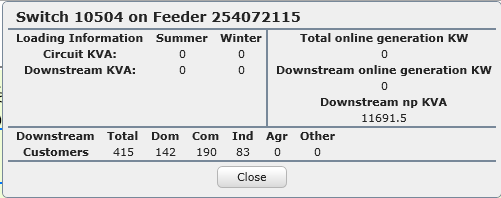 Switch 10504 on Feeder 254072115
Loading Information Summer Winter
Circuit KVA: 0 0
Downstream KVA: 0 0
Total online generation KW
0
Downstream online generation KW
0
Downstream np KVA
11691.5
Downstream Total Dom Com Ind Agr Other
Customers 415 142 190 83 0 0
Close